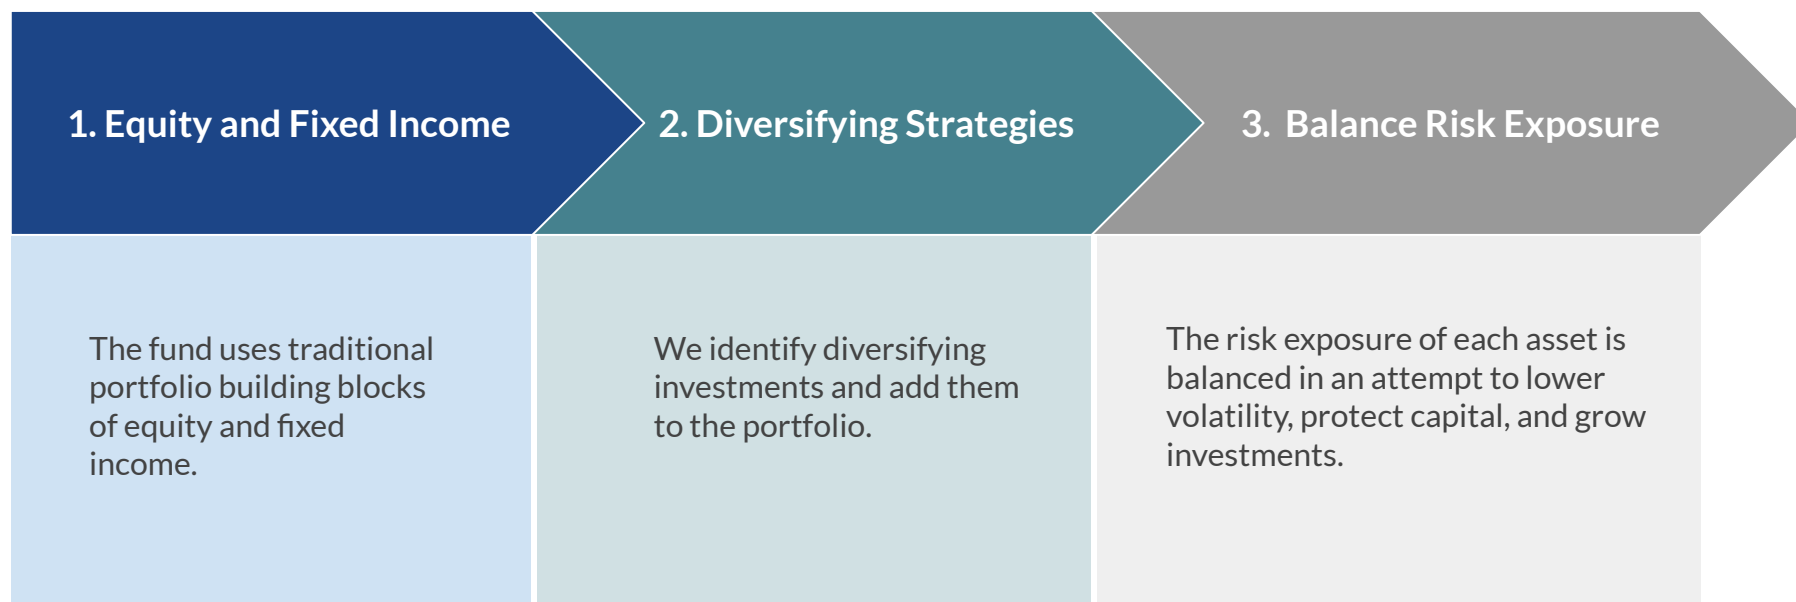 1. Equity and Fixed Income
2. Diversifying Strategies
3. Balance Risk Exposure
The fund uses traditional
portfolio building blocks
of equity and fixed
income.
We identify diversifying
investments and add them
to the portfolio.
The risk exposure of each asset is
balanced in an attempt to lower
volatility, protect capital, and grow
investments.